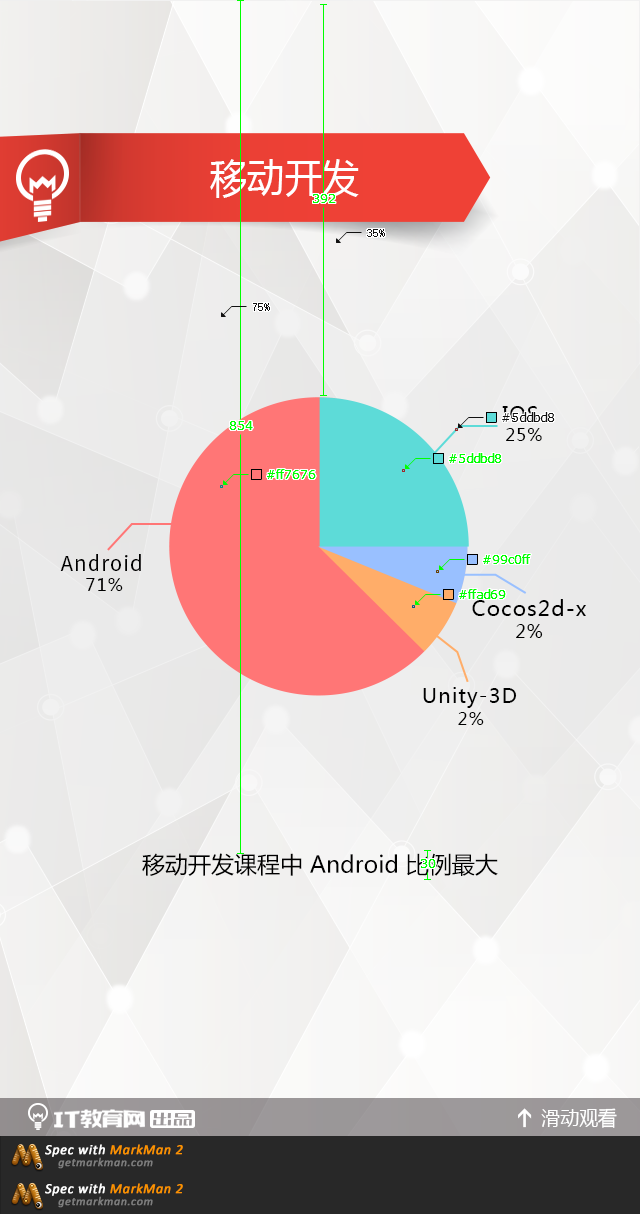 移动开发
392
35%
75%
854
IOS
#5ddbd8
25%
#5ddbd8
#ff7676
Android
71%
#99c0ff
#ffad69
Cocos2d-x
2%
Unity-3D
2%
移动开发课程中 Android 比例最大
30
IT教育网 出品
滑动观看
Spec with MarkMan 2
getmarkman.com
Spec with MarkMan 2
getmarkman.com